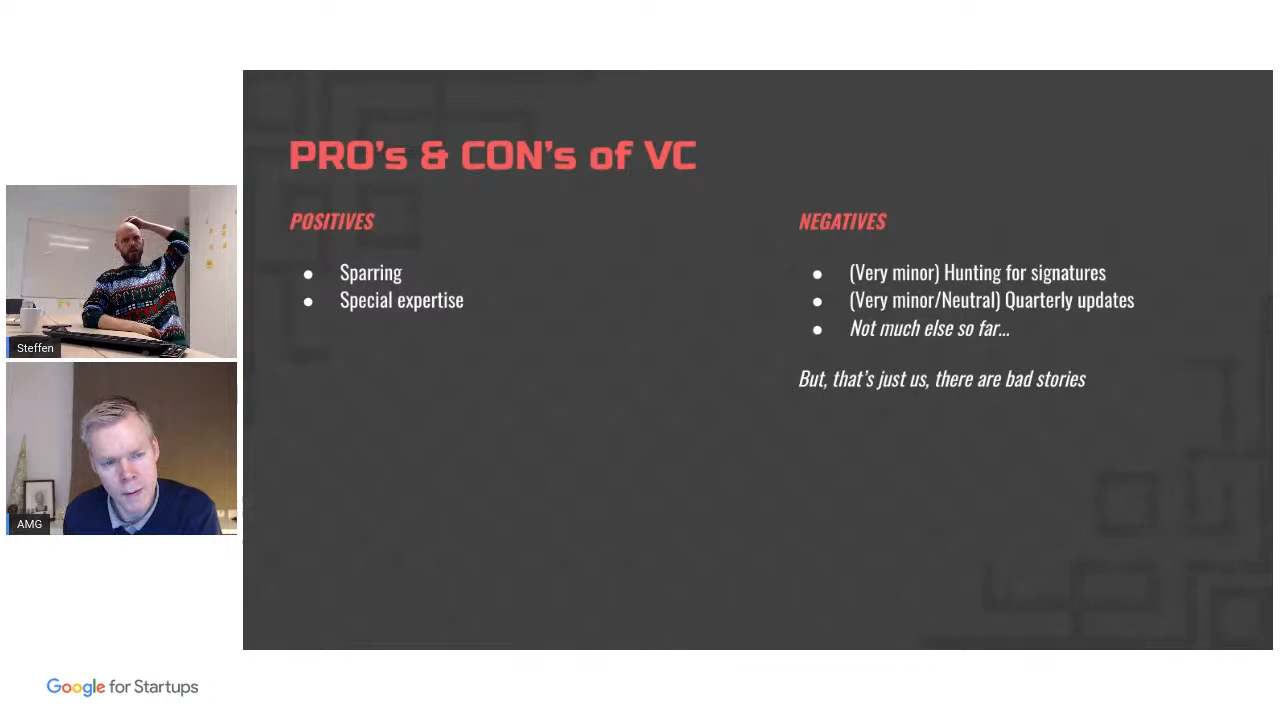 PRO's & CON's of VC
POSITIVES
● Sparring
● Special expertise
NEGATIVES
● (Very minor) Hunting for signatures
● (Very minor/Neutral) Quarterly updates
● Not much else so far...
But, that's just us, there are bad stories
Steffen
AMG
Google for Startups